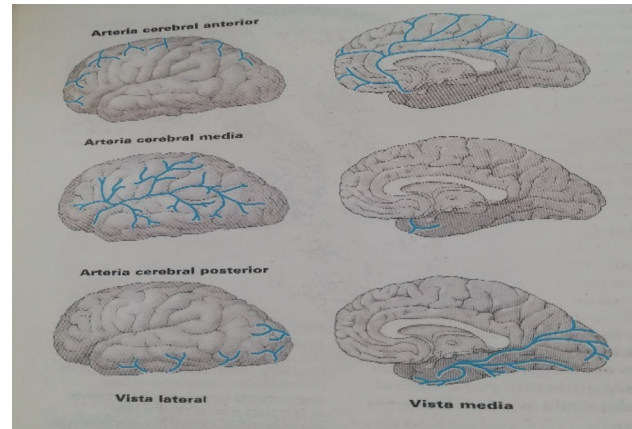 Arteria cerebral anterior
Arteria cerebral media
Arteria cerebral posterior
Vista lateral
Vista media